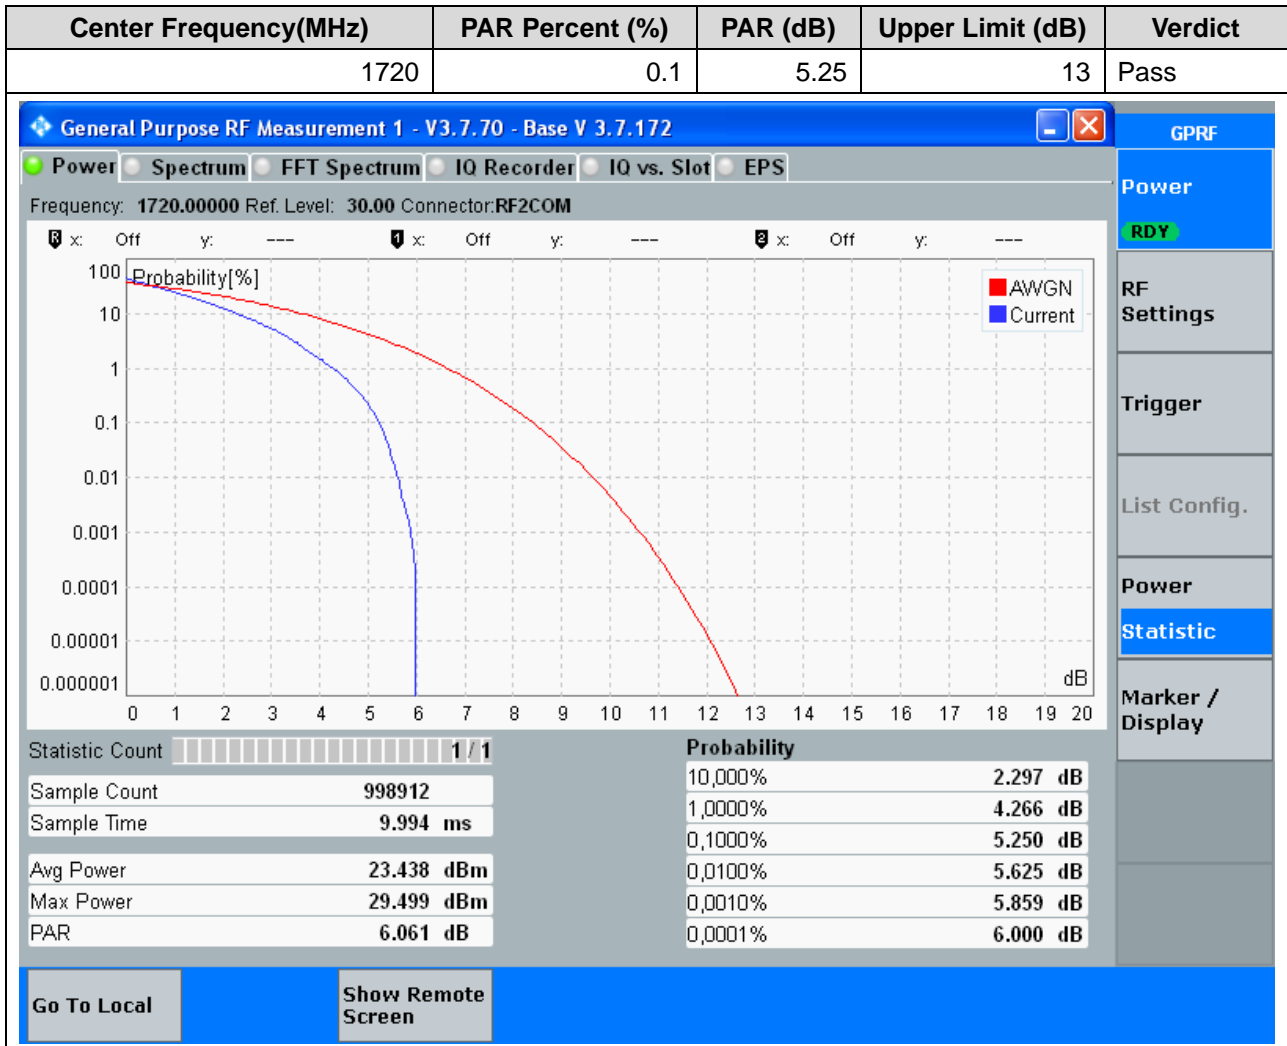 Center Frequency(MHz) PAR Percent (%) PAR (dB) Upper Limit (dB) Verdict
1720 0.1 5.25 13 Pass
General Purpose RF Measurement 1 - V3.7.70 - Base V 3.7.172
GPRF
Power Spectrum FFT Spectrum IQ Recorder IQ vs. Slot EPS
Power
RDY
Frequency: 1720.00000 Ref. Level: 30.00 Connector:RF2COM
R x: Off y: --- 1 x: Off y: --- 2 x: Off y: ---
RF
Settings
Trigger
List Config.
Power
Statistic
Marker /
Display
Probability[%]
AWGN
Current
100
10
1
0.1
0.01
0.001
0.0001
0.00001
0.000001
dB
0 1 2 3 4 5 6 7 8 9 10 11 12 13 14 15 16 17 18 19 20
Statistic Count 1 / 1
Sample Count 998912
Sample Time 9.994 ms
Avg Power 23.438 dBm
Max Power 29.499 dBm
PAR 6.061 dB
Probability
10,000% 2.297 dB
1,0000% 4.266 dB
0,1000% 5.250 dB
0,0100% 5.625 dB
0,0010% 5.859 dB
0,0001% 6.000 dB
Go To Local
Show Remote
Screen